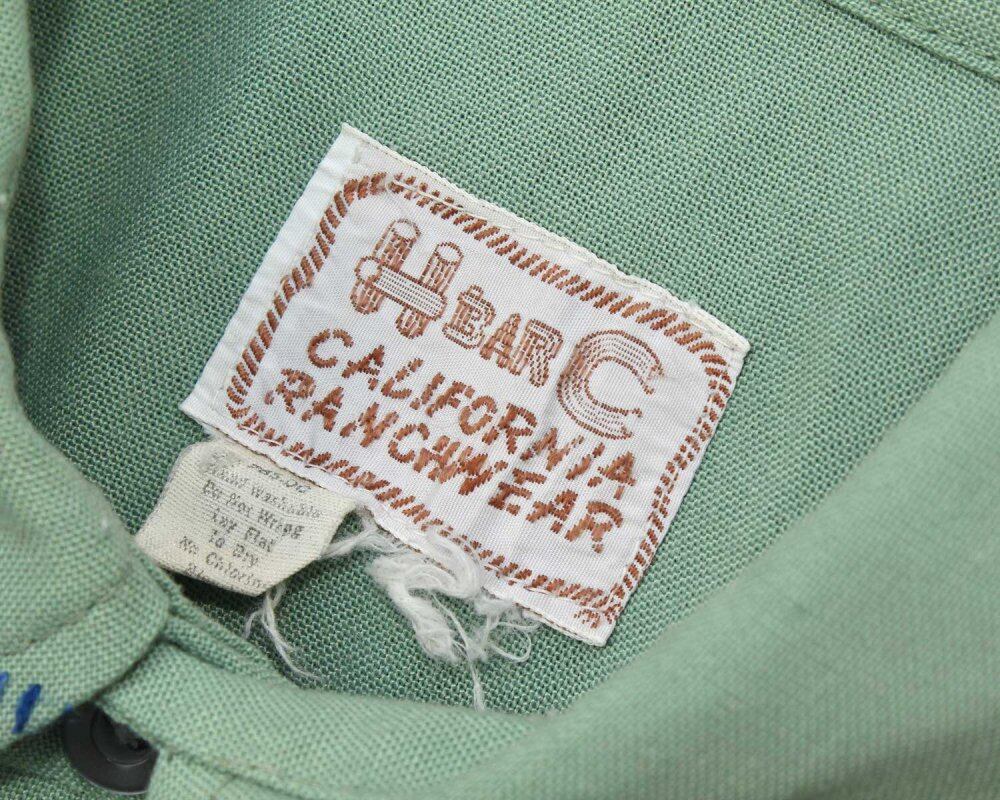 H BAR C
CALIFORNIA
RANCHWEAR
Hand Washable
Do Not Wring
Lay Flat
to Dry
No Chlorine